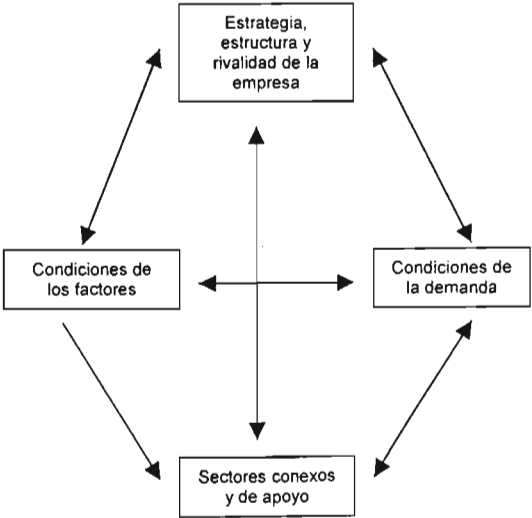 Estrategia,
estructura y
rivalidad de la
empresa
Condiciones de
los factores
Condiciones de
la demanda
Sectores conexos
y de apoyo